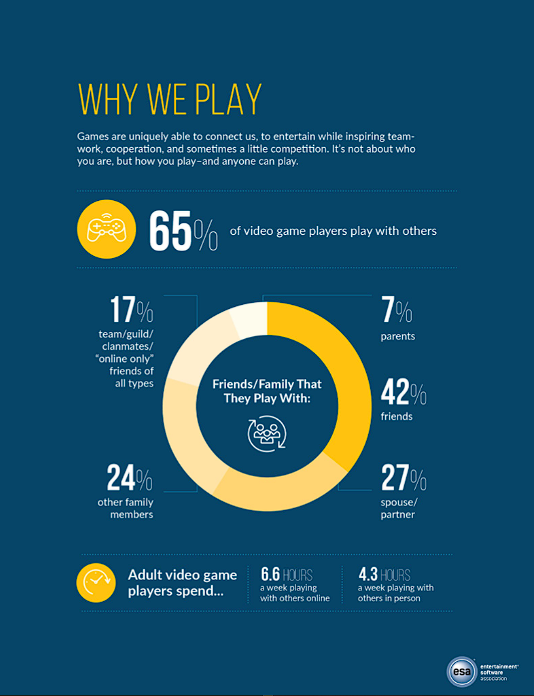 WHY WE PLAY
Games are uniquely able to connect us, to entertain while inspiring team-
work, cooperation, and sometimes a little competition. It's not about who
you are, but how you play–and anyone can play.
65% of video game players play with others
17%
team/guild/
clanmates/
"online only"
friends of
all types
7%
parents
Friends/Family That
They Play With:
42%
friends
24%
other family
members
27%
spouse/
partner
Adult video game
players spend...
6.6 HOURS
a week playing
with others online
4.3 HOURS
a week playing with
others in person
esa
entertainment
software
association